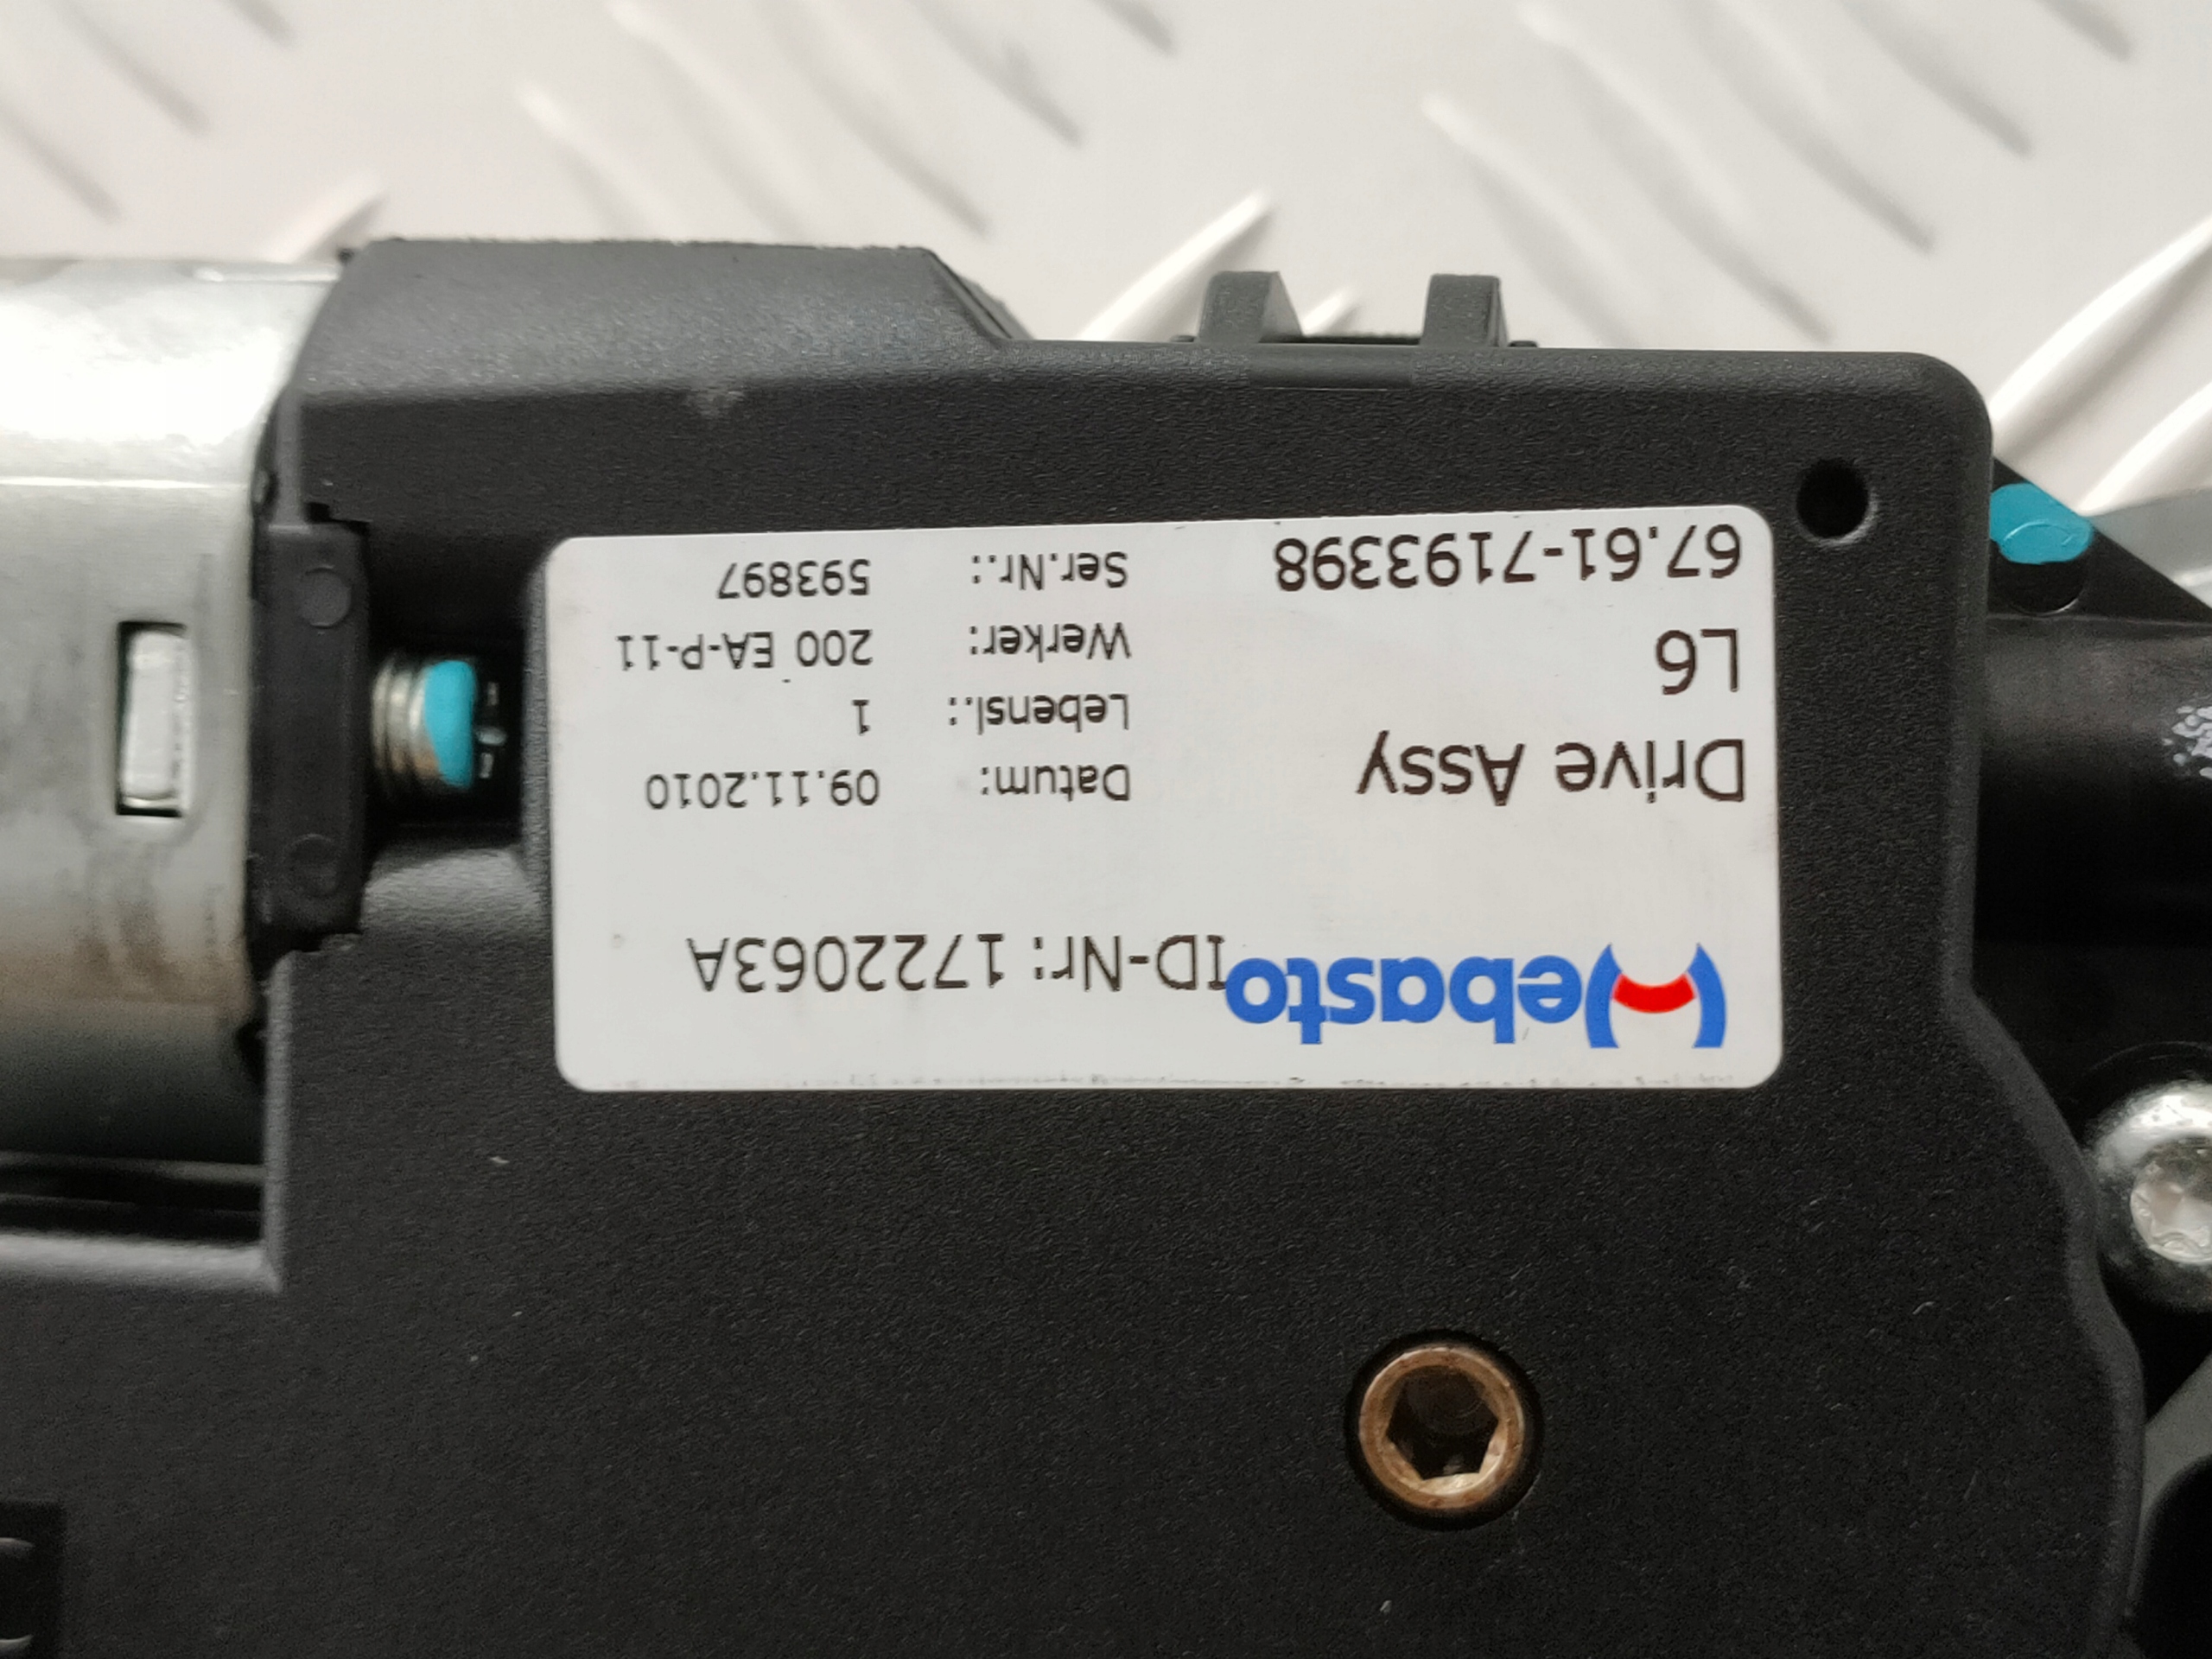 Webasto ID-Nr: 1722063A
Drive Assy Datum: 09.11.2010
Lebensl.: 1
L6 Werker: 200 EA-P-11
67.61-7193398 Ser.Nr.: 593897